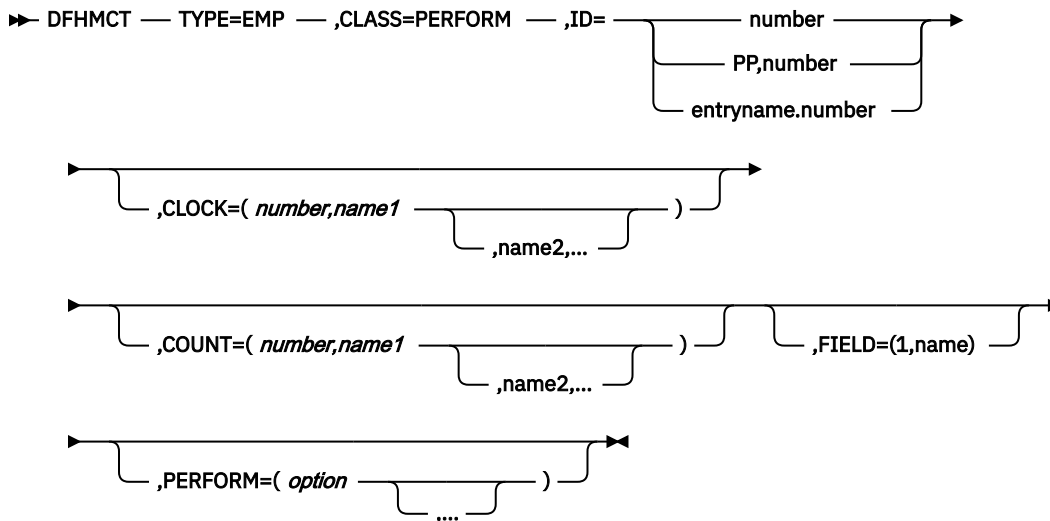 DFHMCT TYPE=EMP ,CLASS=PERFORM ,ID= number
PP,number
entryname.number
,CLOCK=( number,name1 )
,name2,...
,COUNT=( number,name1 ) ,FIELD=(1,name)
,name2,...
,PERFORM=( option )
....